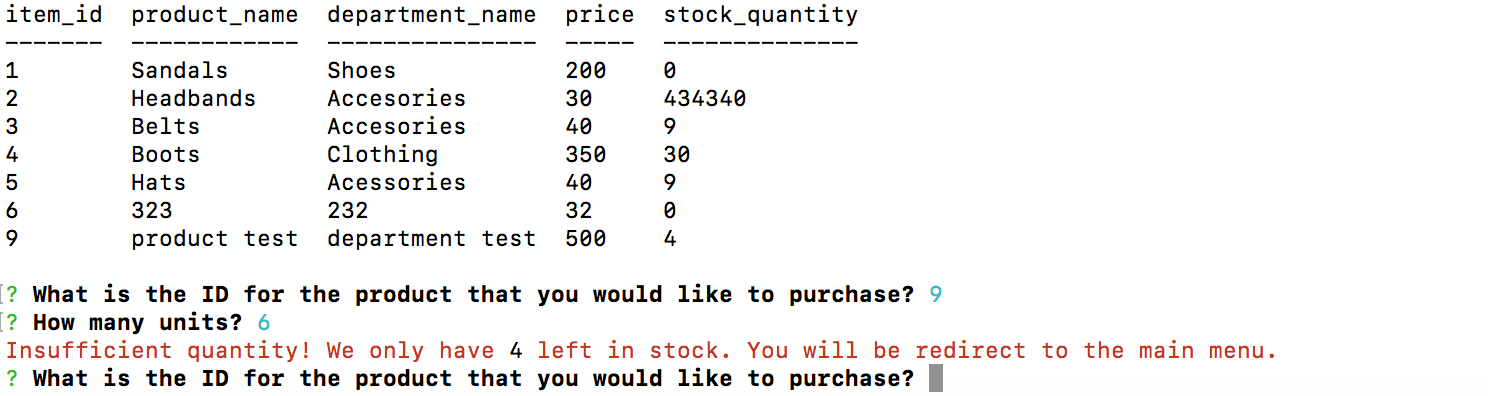 item_id  product_name  department_name  price  stock_quantity
-------  ------------  ---------------  -----  --------------
1        Sandals       Shoes            200    0
2        Headbands     Accesories       30     434340
3        Belts         Accesories       40     9
4        Boots         Clothing         350    30
5        Hats          Acessories       40     9
6        323           232              32     0
9        product test  department test  500    4
? What is the ID for the product that you would like to purchase? 9
? How many units? 6
Insufficient quantity! We only have 4 left in stock. You will be redirect to the main menu.
? What is the ID for the product that you would like to purchase?